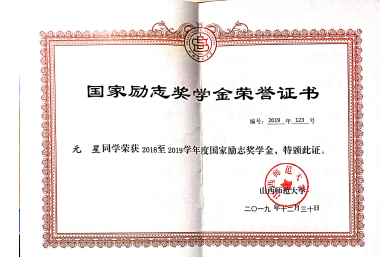 国家励志奖学金荣誉证书
编号: 2019 年 123 号
元 星同学荣获 2018至2019学年度国家励志奖学金，特颁此证。
山西师范大学
二〇一九年十二月三十日